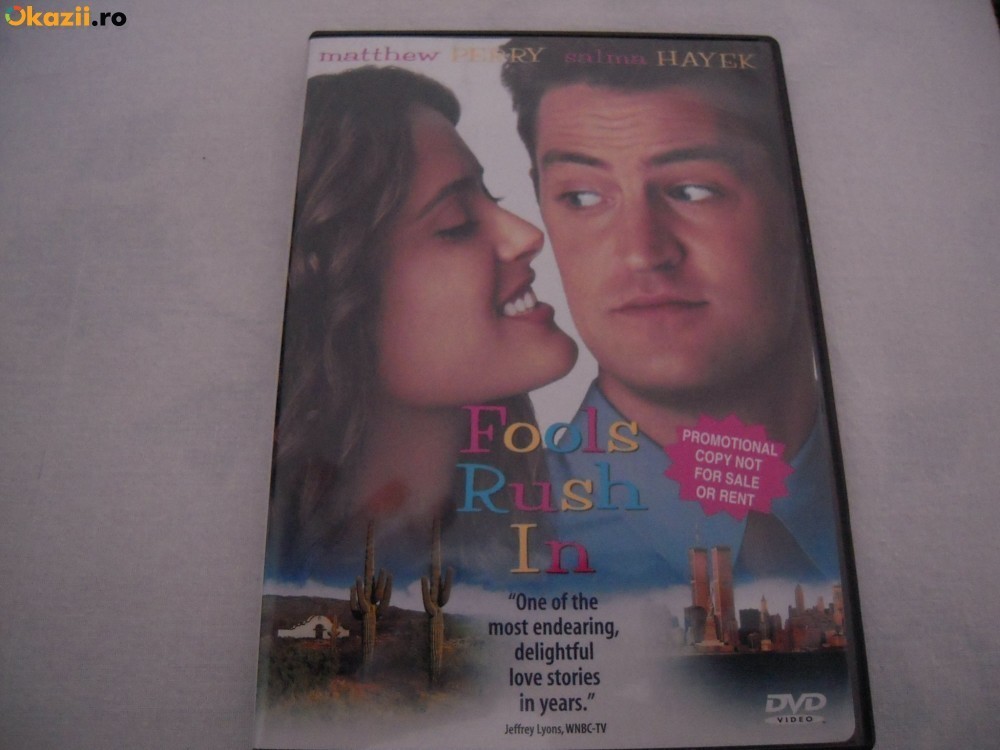 Okazii.ro
matthew PERRY salma HAYEK
Fools
Rush
In
PROMOTIONAL
COPY NOT
FOR SALE
OR RENT
"One of the
most endearing,
delightful
love stories
in years."
Jeffrey Lyons, WNBC-TV
DVD
VIDEO